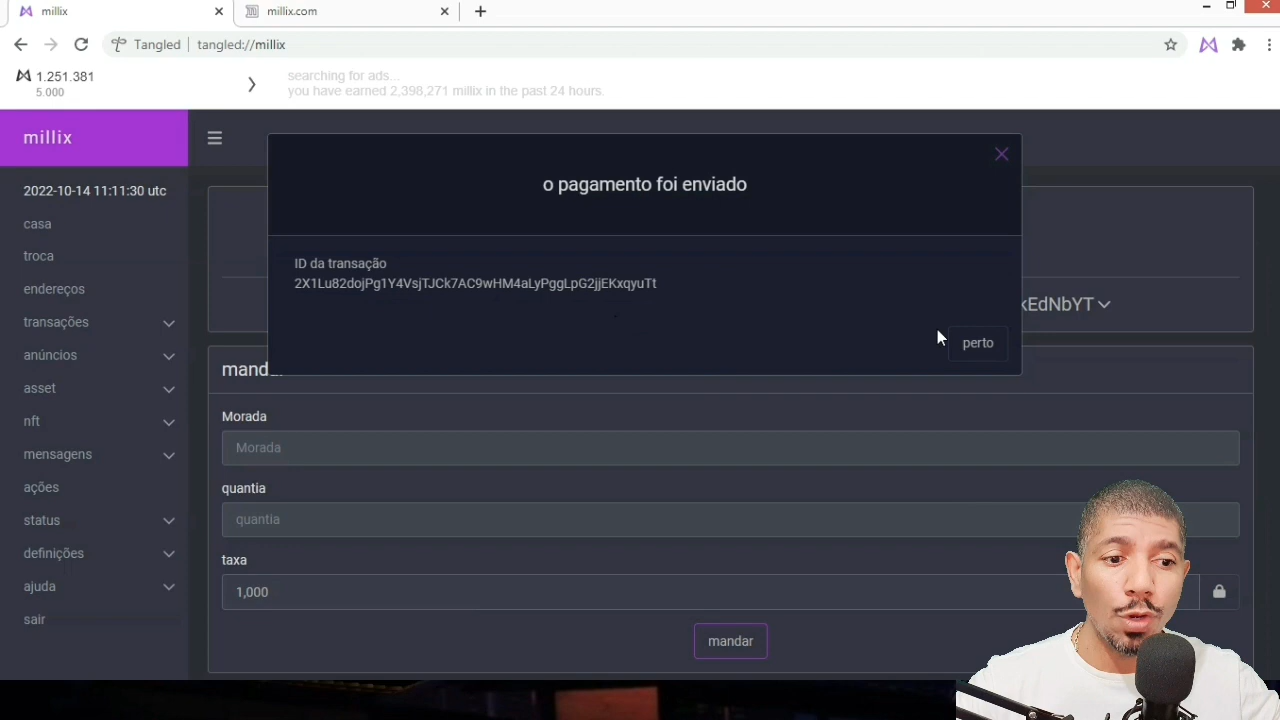 millix
millix.com
Tangled
tangled://millix
1.251.381
5.000
searching for ads...
you have earned 2,398,271 millix in the past 24 hours.
millix
2022-10-14 11:11:30 utc
casa
troca
endereços
transações
anúncios
asset
nft
mensagens
ações
status
definições
ajuda
sair
o pagamento foi enviado
ID da transação
2X1Lu82dojPg1Y4VsjTJCk7AC9wHM4aLyPggLpG2jjEKxqyuTt
perto
kEdNbYT
mandar
Morada
Morada
quantia
quantia
taxa
1,000
mandar